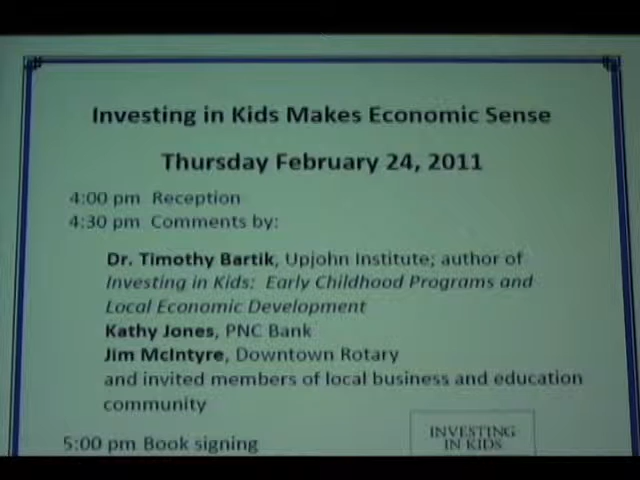 Investing in Kids Makes Economic Sense
Thursday February 24, 2011
4:00 pm Reception
4:30 pm Comments by:
Dr. Timothy Bartik, Upjohn Institute; author of
Investing in Kids: Early Childhood Programs and
Local Economic Development
Kathy Jones, PNC Bank
Jim McIntyre, Downtown Rotary
and invited members of local business and education
community
5:00 pm Book signing
INVESTING
IN KIDS